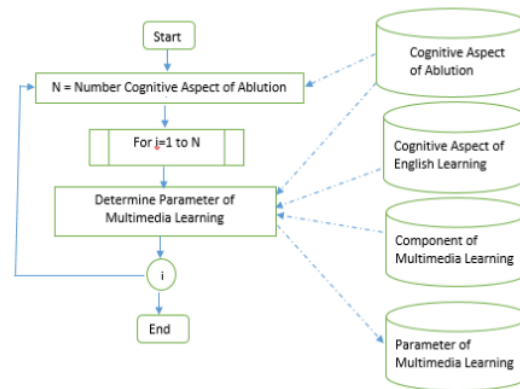 Start
N = Number Cognitive Aspect of Ablution
For i=1 to N
Determine Parameter of
Multimedia Learning
i
End
Cognitive Aspect
of Ablution
Cognitive Aspect of
English Learning
Component of
Multimedia Learning
Parameter of
Multimedia Learning